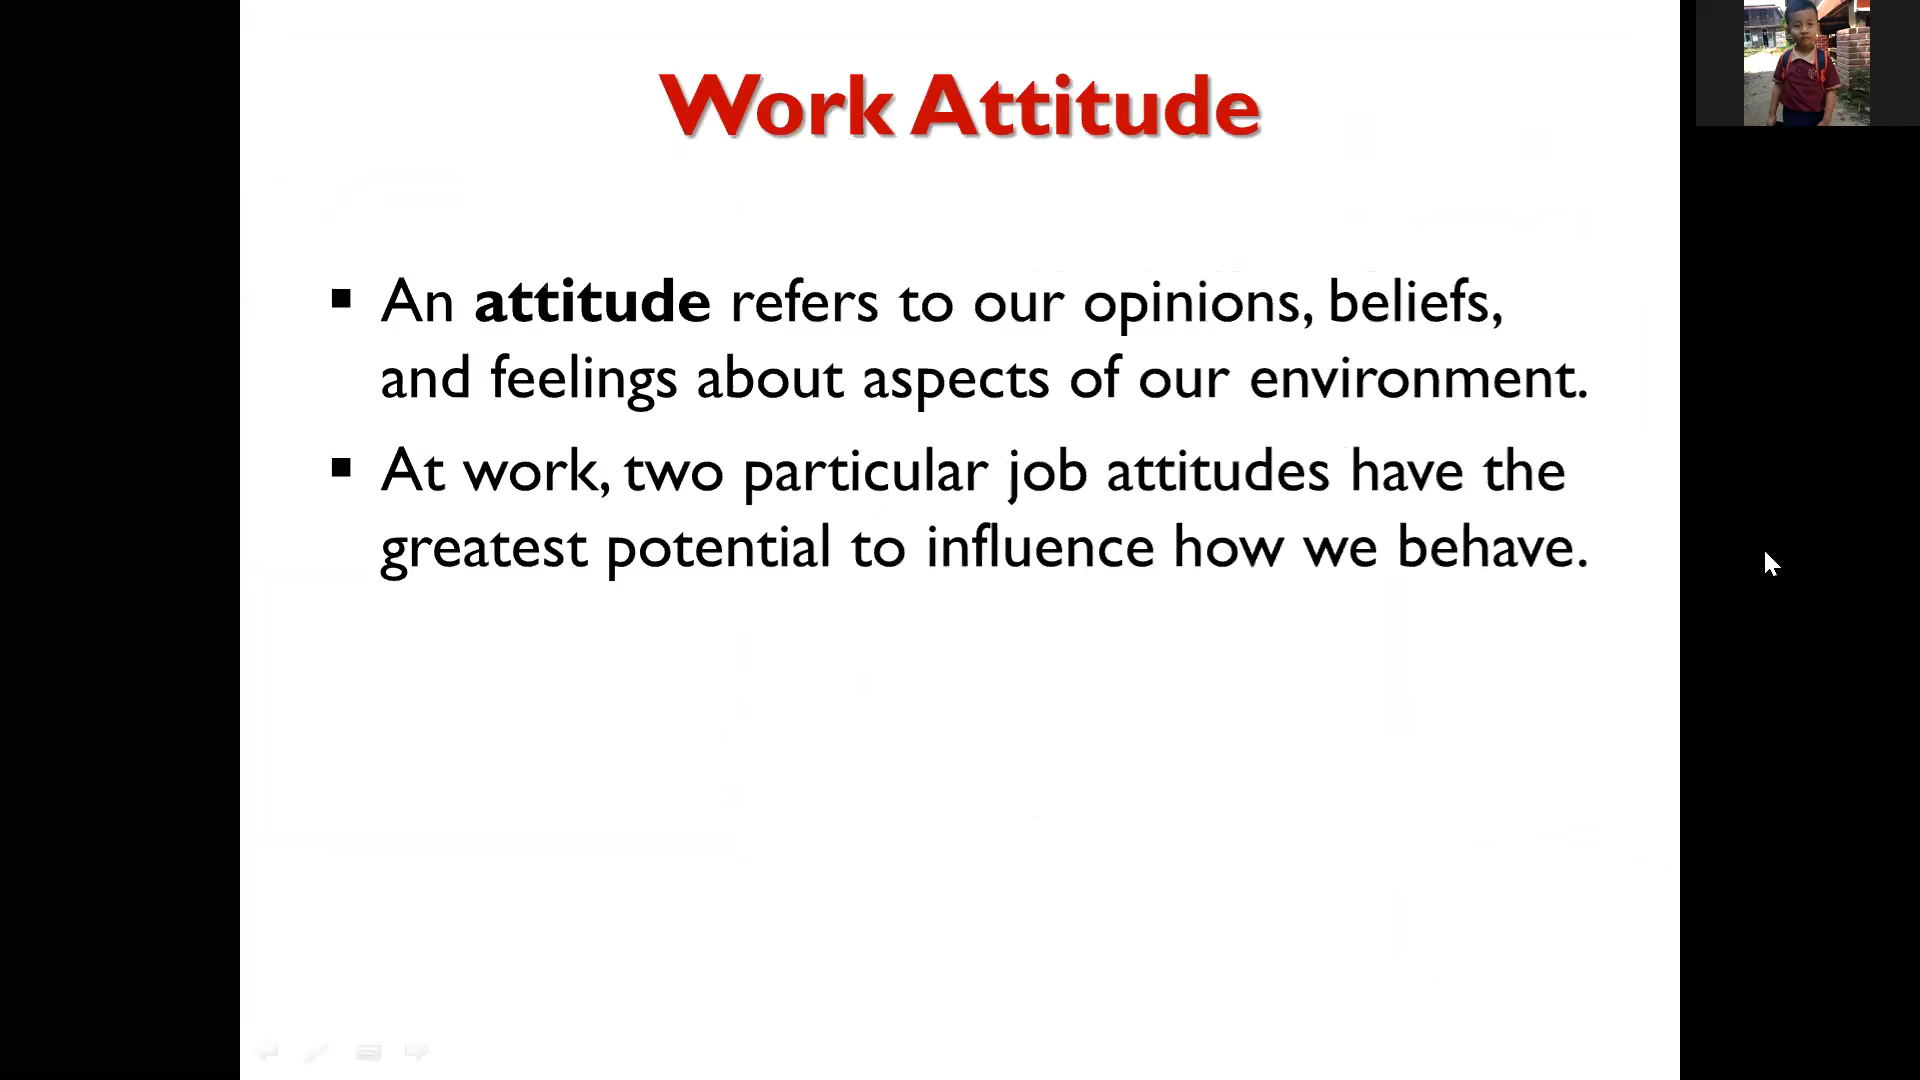 Work Attitude
▪ An attitude refers to our opinions, beliefs,
and feelings about aspects of our environment.
▪ At work, two particular job attitudes have the
greatest potential to influence how we behave.